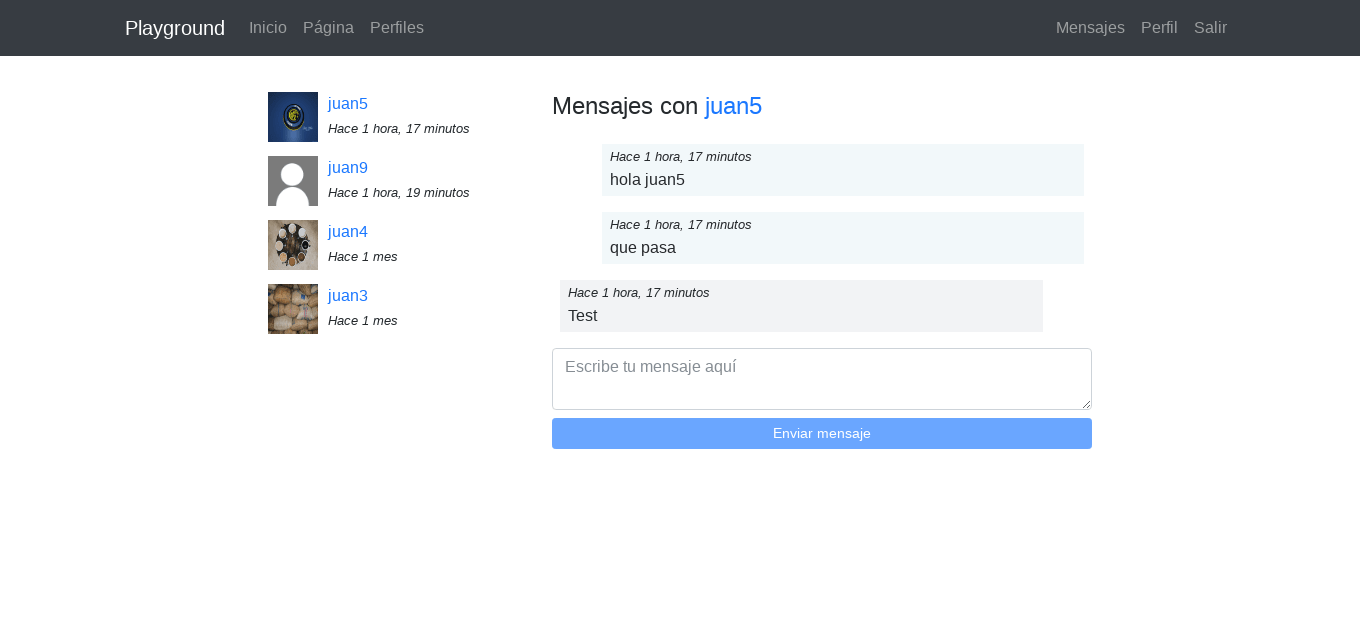 Playground Inicio Página Perfiles Mensajes Perfil Salir
juan5
Hace 1 hora, 17 minutos
juan9
Hace 1 hora, 19 minutos
juan4
Hace 1 mes
juan3
Hace 1 mes
Mensajes con juan5
Hace 1 hora, 17 minutos
hola juan5
Hace 1 hora, 17 minutos
que pasa
Hace 1 hora, 17 minutos
Test
Escribe tu mensaje aquí
Enviar mensaje